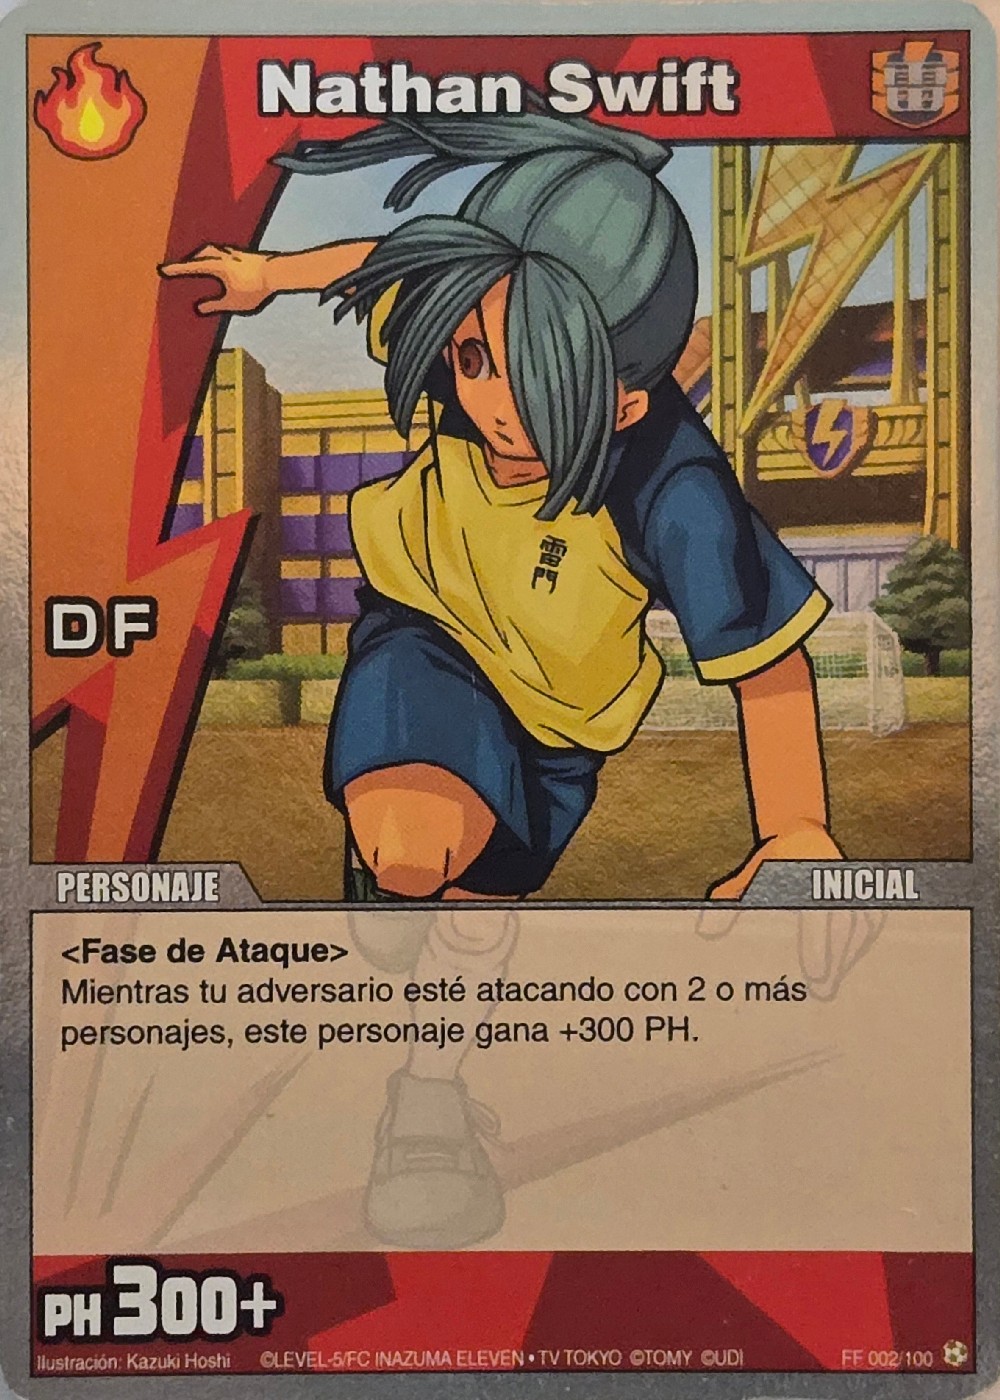 Nathan Swift
雷門
DF
PERSONAJE
INICIAL
<Fase de Ataque>
Mientras tu adversario esté atacando con 2 o más
personajes, este personaje gana +300 PH.
PH 300+
Ilustración: Kazuki Hoshi ©LEVEL-5/FC INAZUMA ELEVEN • TV TOKYO ©TOMY ©UDI FF 002/100